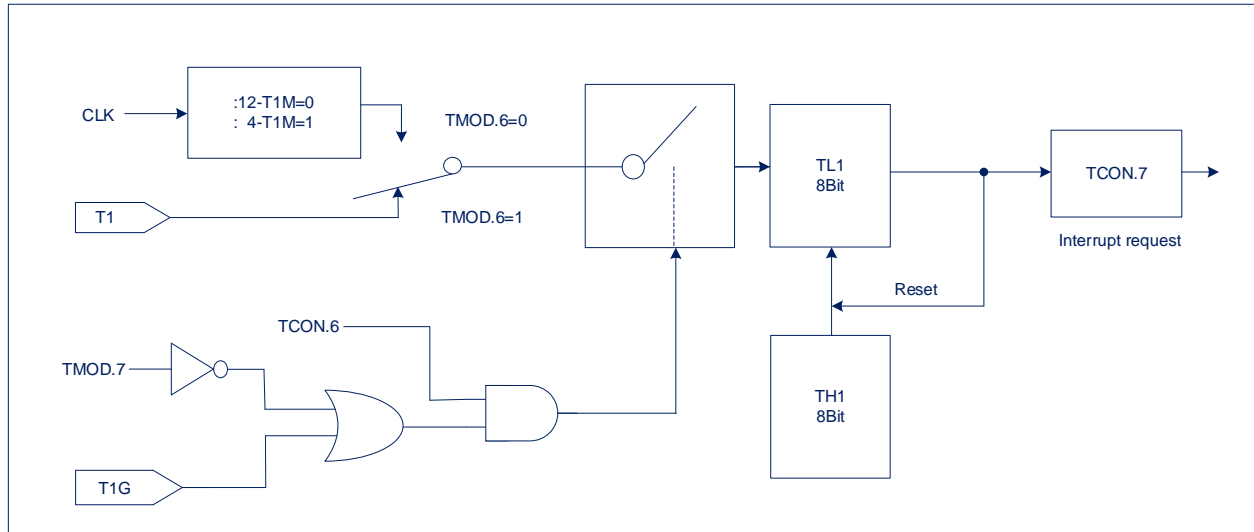 :12-T1M=0
: 4-T1M=1
CLK
TMOD.6=0
T1
TMOD.6=1
TL1
8Bit
TCON.7
Interrupt request
Reset
TCON.6
TMOD.7
TH1
8Bit
T1G